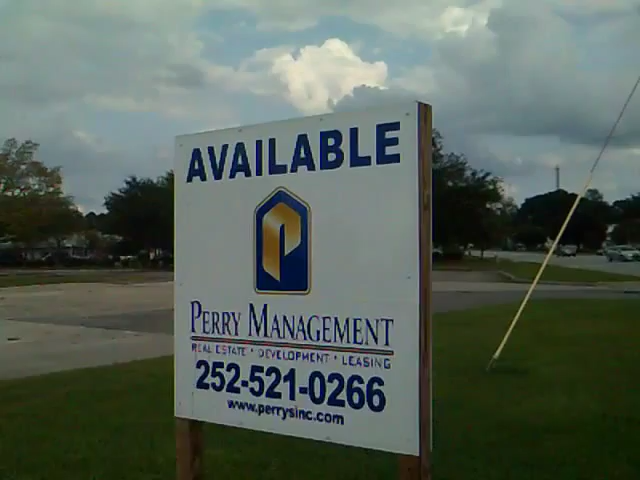 AVAILABLE
P
PERRY MANAGEMENT
REAL ESTATE • DEVELOPMENT • LEASING
252-521-0266
www.perrysinc.com